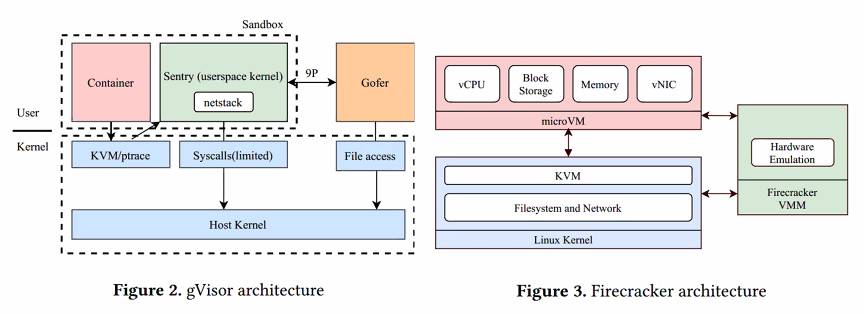 Sandbox
Container
Sentry (userspace kernel)
netstack
9P
Gofer
User
Kernel
KVM/ptrace
Syscalls(limited)
File access
Host Kernel
Figure 2. gVisor architecture
vCPU
Block
Storage
Memory
vNIC
microVM
KVM
Filesystem and Network
Linux Kernel
Hardware
Emulation
Firecracker
VMM
Figure 3. Firecracker architecture